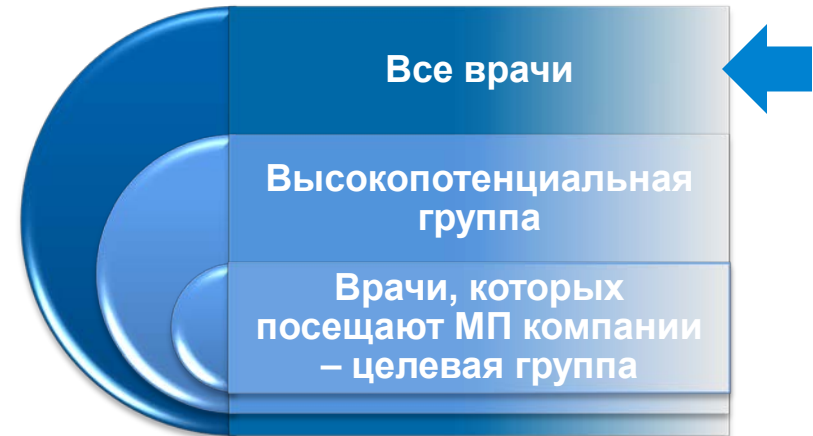 Все врачи
Высокопотенциальная
группа
Врачи, которых
посещают МП компании
– целевая группа